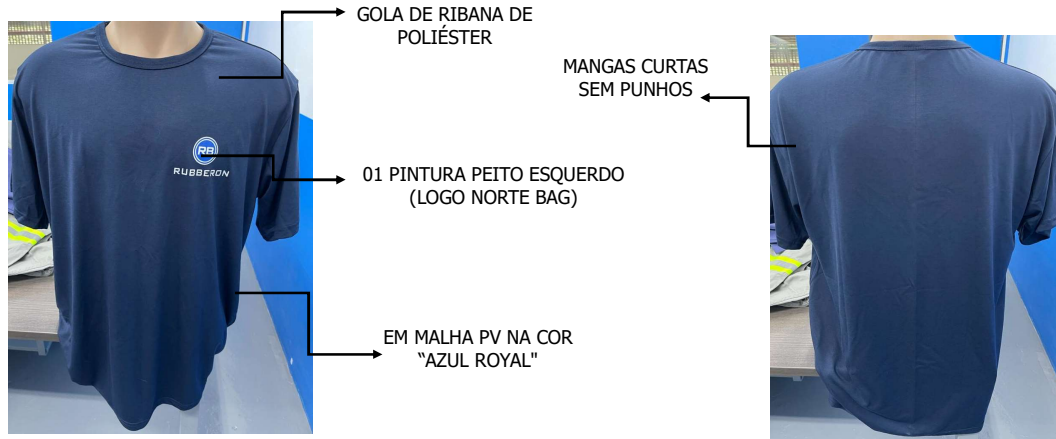 GOLA DE RIBANA DE
POLIÉSTER
MANGAS CURTAS
SEM PUNHOS
RB
RUBBERON
01 PINTURA PEITO ESQUERDO
(LOGO NORTE BAG)
EM MALHA PV NA COR
“AZUL ROYAL"